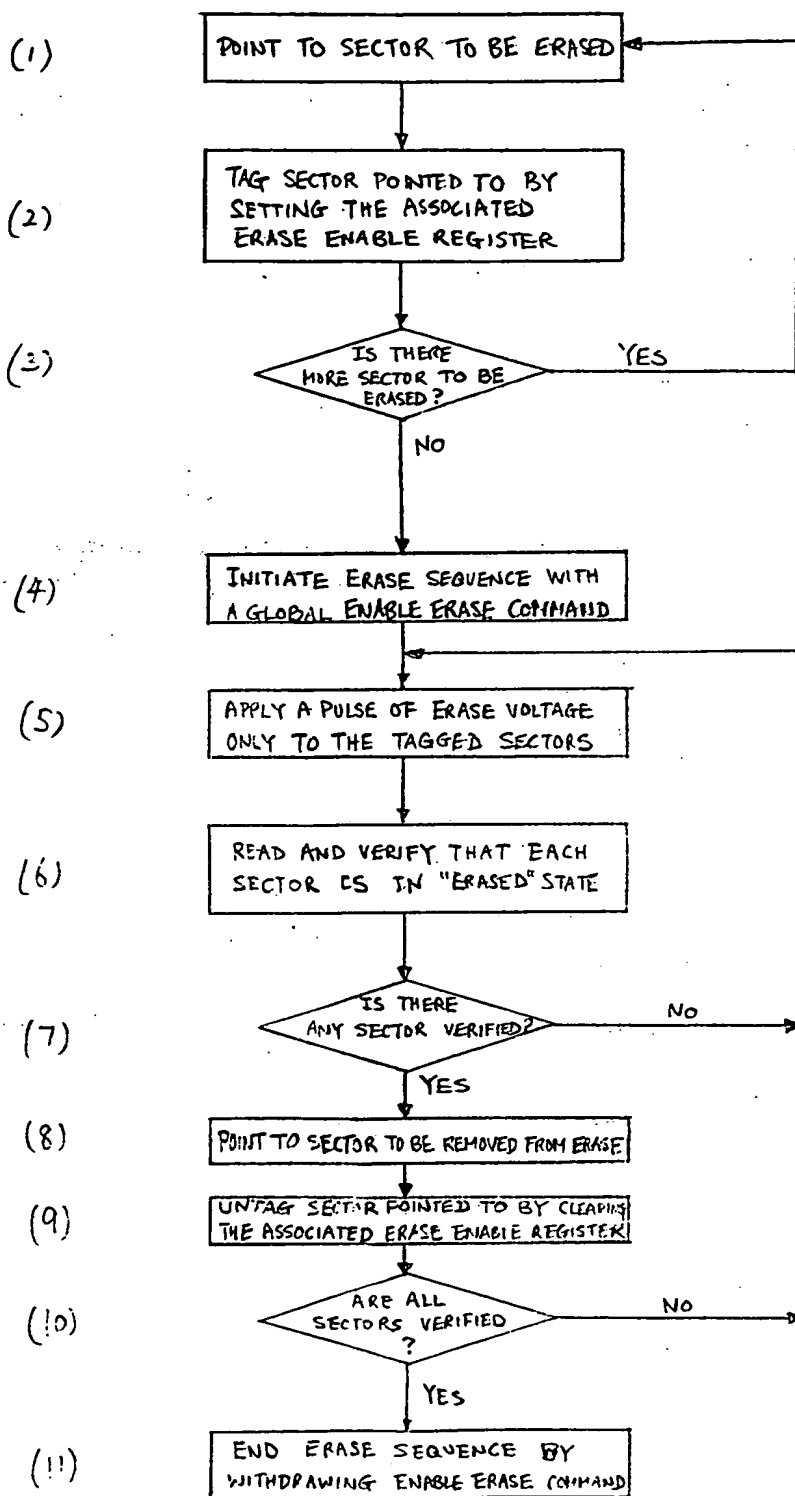 (1)
POINT TO SECTOR TO BE ERASED
(2)
TAG SECTOR POINTED TO BY
SETTING THE ASSOCIATED
ERASE ENABLE REGISTER
(3)
IS THERE
MORE SECTOR TO BE
ERASED?
YES
NO
(4)
INITIATE ERASE SEQUENCE WITH
A GLOBAL ENABLE ERASE COMMAND
(5)
APPLY A PULSE OF ERASE VOLTAGE
ONLY TO THE TAGGED SECTORS
(6)
READ AND VERIFY THAT EACH
SECTOR IS IN "ERASED" STATE
(7)
IS THERE
ANY SECTOR VERIFIED?
NO
YES
(8)
POINT TO SECTOR TO BE REMOVED FROM ERASE
(9)
UNTAG SECTOR POINTED TO BY CLEARING
THE ASSOCIATED ERASE ENABLE REGISTER
(10)
ARE ALL
SECTORS VERIFIED
?
NO
YES
(11)
END ERASE SEQUENCE BY
WITHDRAWING ENABLE ERASE COMMAND